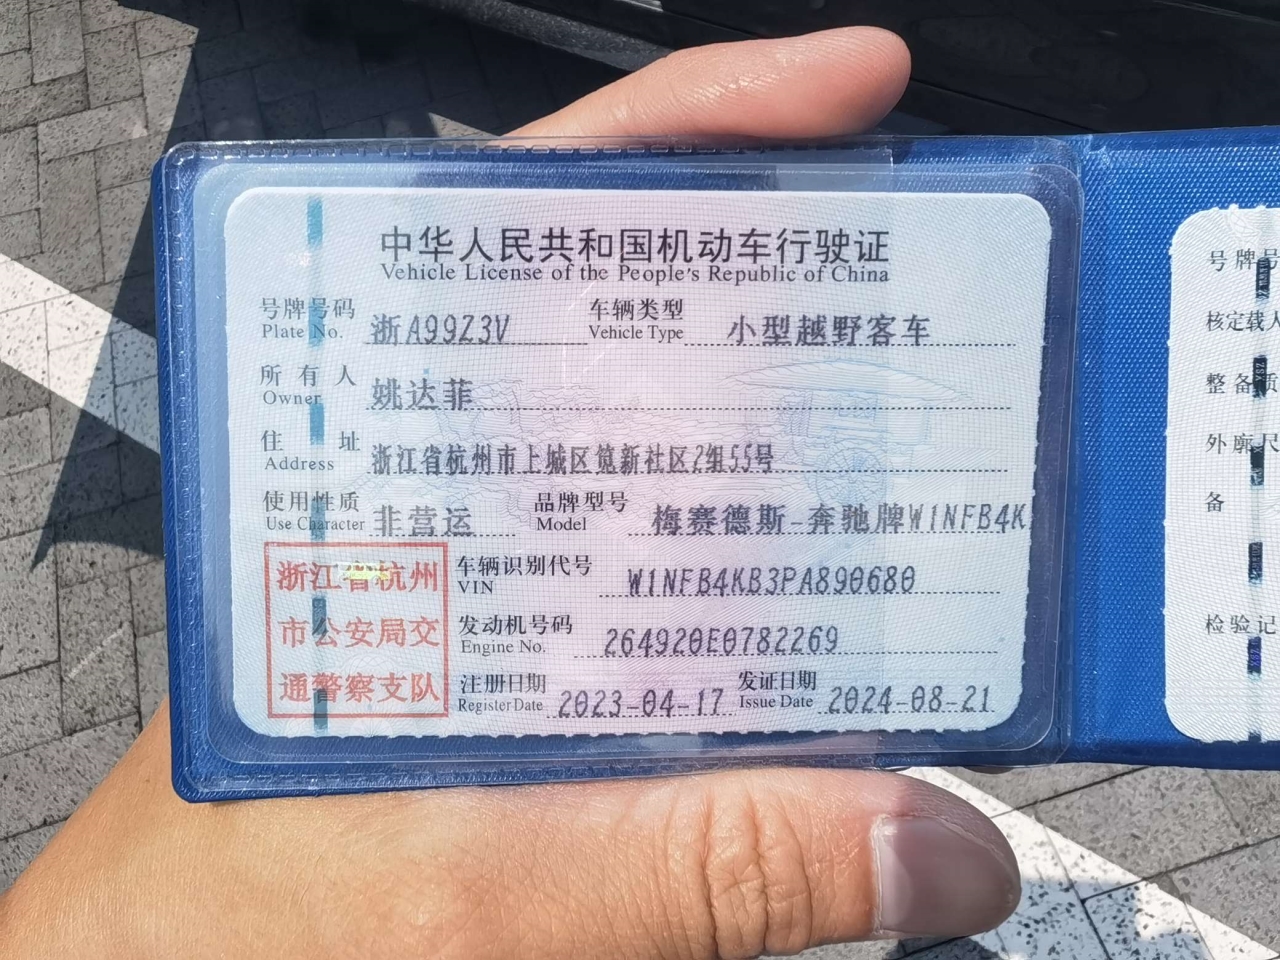 中华人民共和国机动车行驶证
Vehicle License of the People's Republic of China
号牌号码 浙A99Z3V 车辆类型 小型越野客车
Plate No. Vehicle Type
所有人 姚达菲
Owner
住址 浙江省杭州市上城区笕新社区2组55号
Address
使用性质 非营运 品牌型号 梅赛德斯-奔驰牌W1NFB4K
Use Character Model
浙江省杭州
市公安局交
通警察支队
车辆识别代号 W1NFB4KB3PA890680
VIN
发动机号码 264920E0782269
Engine No.
注册日期 2023-04-17 发证日期 2024-08-21
Register Date Issue Date
号牌号
核定载人
整备质
外廓尺
备
检验记